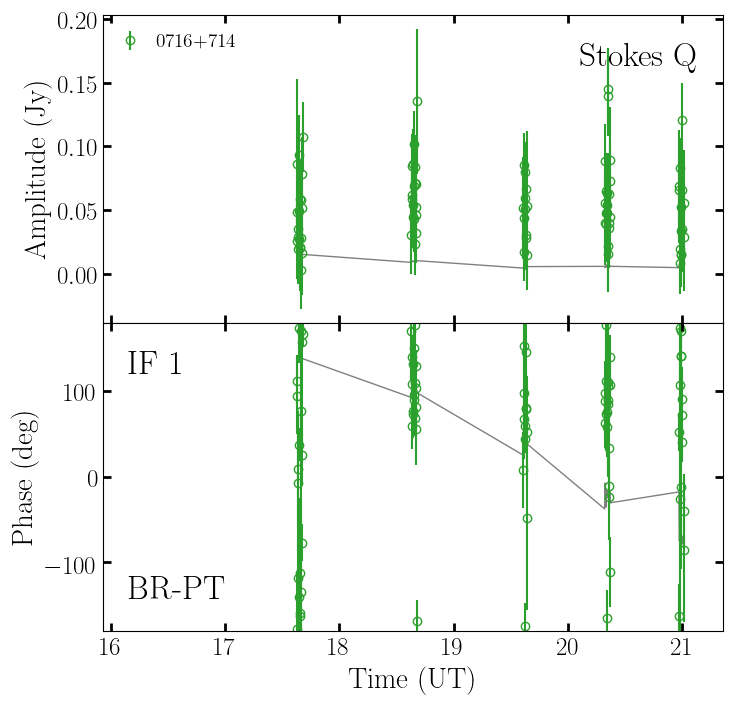 0.20
0716+714
Stokes Q
0.15
Amplitude (Jy)
0.10
0.05
0.00
IF 1
100
Phase (deg)
0
−100
BR-PT
16 17 18 19 20 21
Time (UT)